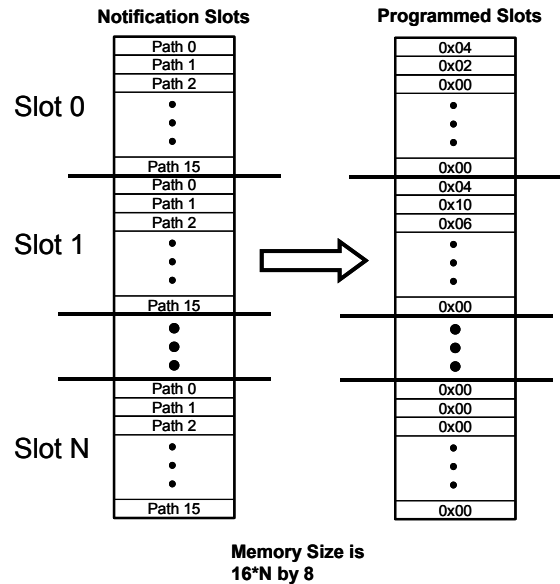 Notification Slots
Programmed Slots
Slot 0
Path 0
Path 1
Path 2
Path 15
0x04
0x02
0x00
0x00
Slot 1
Path 0
Path 1
Path 2
Path 15
0x04
0x10
0x06
0x00
Slot N
Path 0
Path 1
Path 2
Path 15
0x00
0x00
0x00
0x00
Memory Size is
16*N by 8